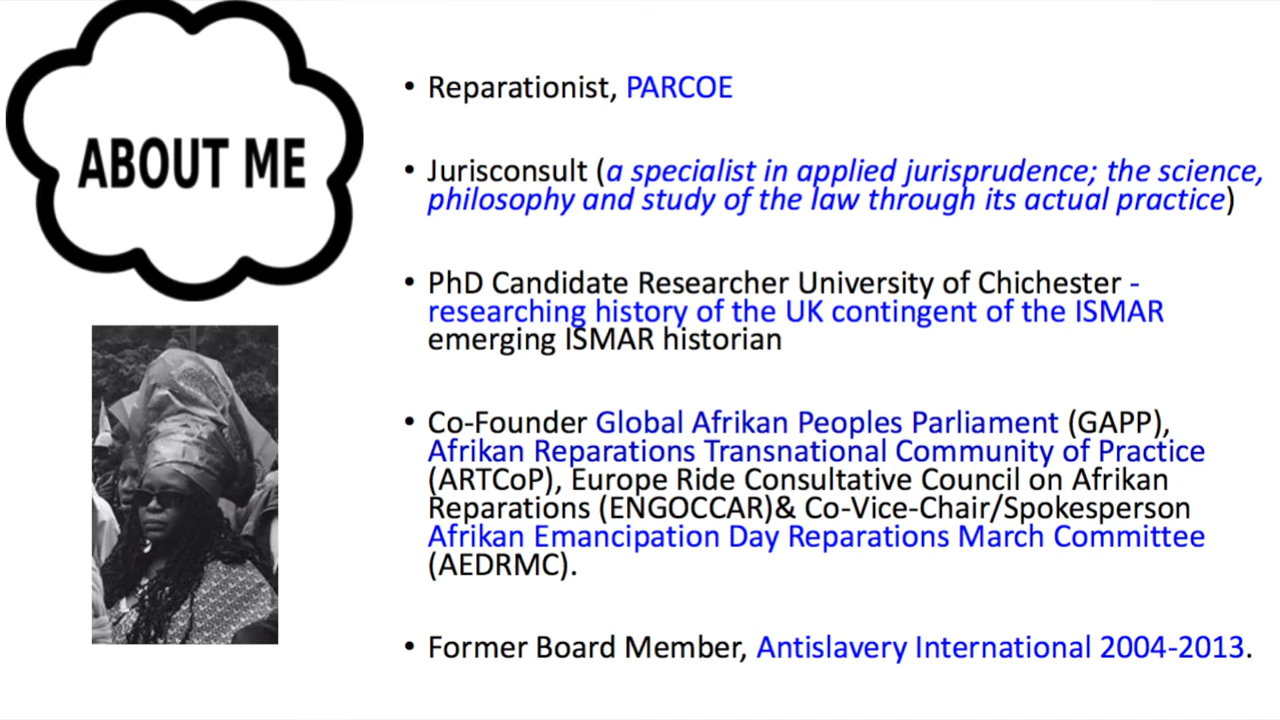 ABOUT ME
• Reparationist, PARCOE
• Jurisconsult (a specialist in applied jurisprudence; the science,
philosophy and study of the law through its actual practice)
• PhD Candidate Researcher University of Chichester -
researching history of the UK contingent of the ISMAR
emerging ISMAR historian
• Co-Founder Global Afrikan Peoples Parliament (GAPP),
Afrikan Reparations Transnational Community of Practice
(ARTCoP), Europe Ride Consultative Council on Afrikan
Reparations (ENGOCCAR)& Co-Vice-Chair/Spokesperson
Afrikan Emancipation Day Reparations March Committee
(AEDRMC).
• Former Board Member, Antislavery International 2004-2013.